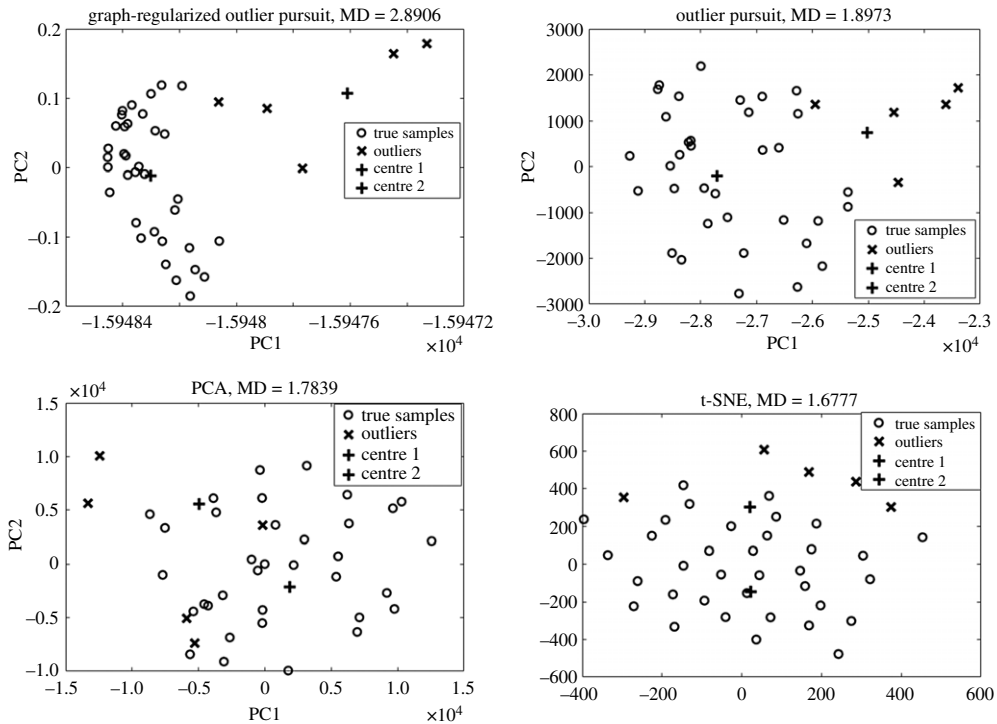 graph-regularized outlier pursuit, MD = 2.8906
0.2
0.1
0
−0.1
−0.2
PC2
true samples
outliers
centre 1
centre 2
−1.59484
−1.5948
−1.59476
−1.59472
PC1
×10⁴
outlier pursuit, MD = 1.8973
3000
2000
1000
0
−1000
−2000
−3000
PC2
true samples
outliers
centre 1
centre 2
−3.0
−2.9
−2.8
−2.7
−2.6
−2.5
−2.4
−2.3
PC1
×10⁴
PCA, MD = 1.7839
×10⁴
1.5
1.0
0.5
0
−0.5
−1.0
PC2
true samples
outliers
centre 1
centre 2
−1.5
−1.0
−0.5
0
0.5
1.0
1.5
PC1
×10⁴
t-SNE, MD = 1.6777
800
600
400
200
0
−200
−400
−600
true samples
outliers
centre 1
centre 2
−400
−200
0
200
400
600